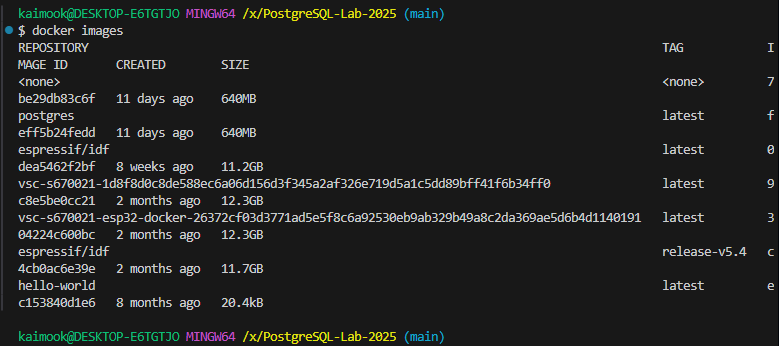 kaimook@DESKTOP-E6TGTJO MINGW64 /x/PostgreSQL-Lab-2025 (main)
$ docker images
REPOSITORY TAG I
MAGE ID CREATED SIZE
<none> <none> 7
be29db83c6f 11 days ago 640MB
postgres latest f
eff5b24fedd 11 days ago 640MB
espressif/idf latest 0
dea5462f2bf 8 weeks ago 11.2GB
vsc-s670021-1d8f8d0c8de588ec6a06d156d3f345a2af326e719d5a1c5dd89bff41f6b34ff0 latest 9
c8e5be0cc21 2 months ago 12.3GB
vsc-s670021-esp32-docker-26372cf03d3771ad5e5f8c6a92530eb9ab329b49a8c2da369ae5d6b4d1140191 latest 3
04224c600bc 2 months ago 12.3GB
espressif/idf release-v5.4 c
4cb0ac6e39e 2 months ago 11.7GB
hello-world latest e
c153840d1e6 8 months ago 20.4kB
kaimook@DESKTOP-E6TGTJO MINGW64 /x/PostgreSQL-Lab-2025 (main)